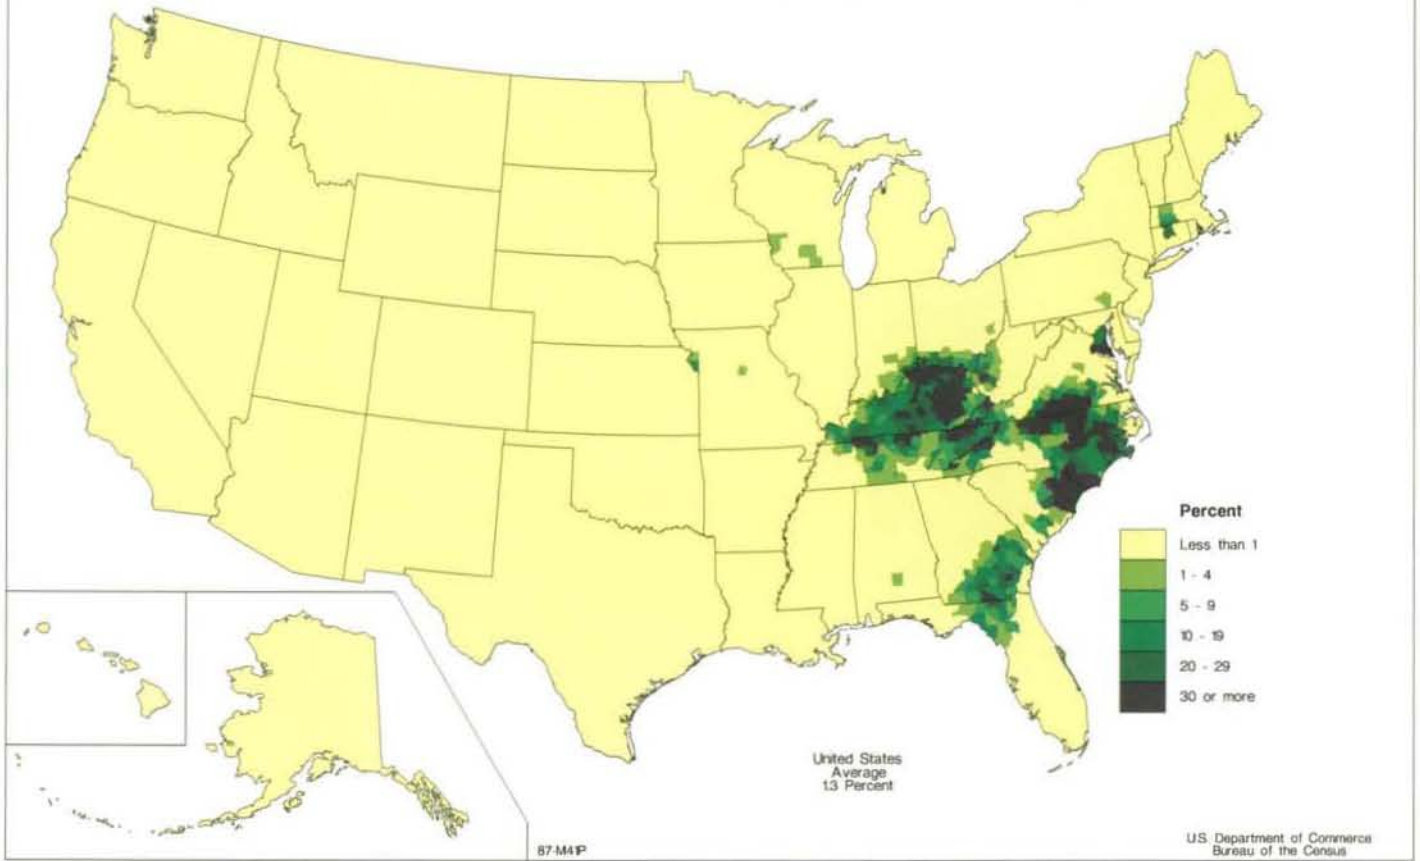 Percent
Less than 1
1 - 4
5 - 9
10 - 19
20 - 29
30 or more
United States
Average
1.3 Percent
87-M41P
U.S. Department of Commerce
Bureau of the Census